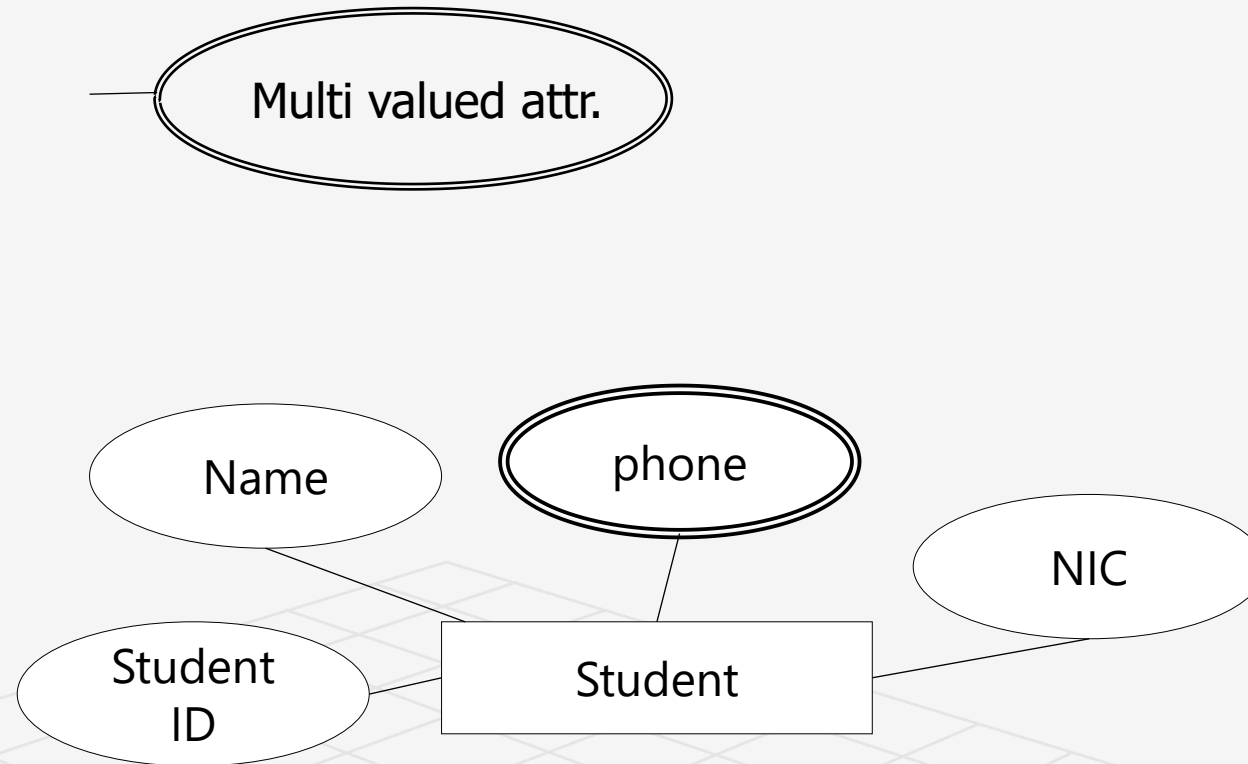 Multi valued attr.
Name
phone
NIC
Student
ID
Student